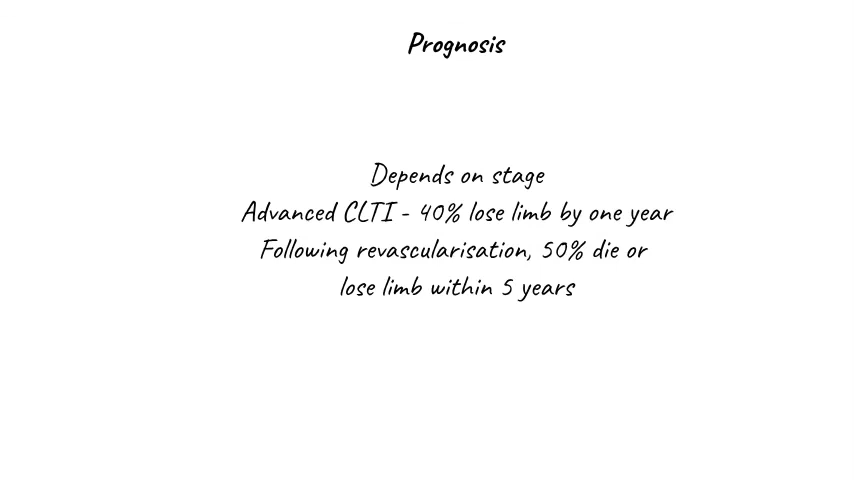 Prognosis
Depends on stage
Advanced CLTI - 40% lose limb by one year
Following revascularisation, 50% die or
lose limb within 5 years